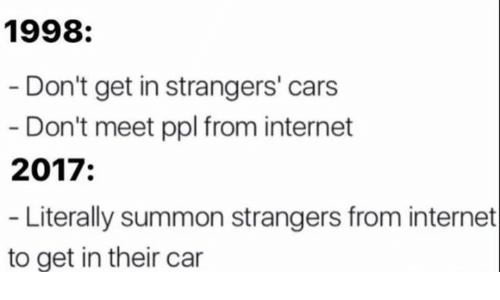 1998:
- Don't get in strangers' cars
- Don't meet ppl from internet
2017:
- Literally summon strangers from internet
to get in their car